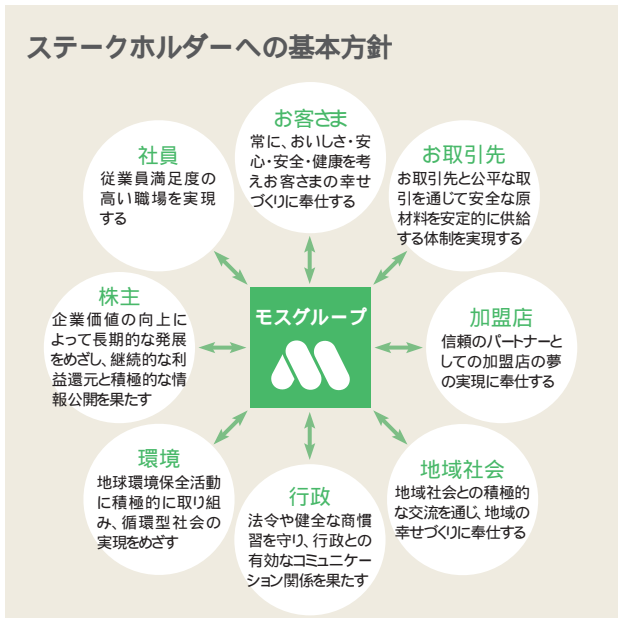 ステークホルダーへの基本方針
お客さま
常に、おいしさ・安
心・安全・健康を考
えお客さまの幸せ
づくりに奉仕する
お取引先
お取引先と公平な取
引を通じて安全な原
材料を安定的に供給
する体制を実現する
加盟店
信頼のパートナーと
しての加盟店の夢
の実現に奉仕する
地域社会
地域社会との積極的
な交流を通じ、地域の
幸せづくりに奉仕する
行政
法令や健全な商慣
習を守り、行政との
有効なコミュニケー
ション関係を果たす
環境
地球環境保全活動
に積極的に取り組
み、循環型社会の
実現をめざす
株主
企業価値の向上に
よって長期的な発展
をめざし、継続的な利
益還元と積極的な情
報公開を果たす
社員
従業員満足度の
高い職場を実現
する
モスグループ